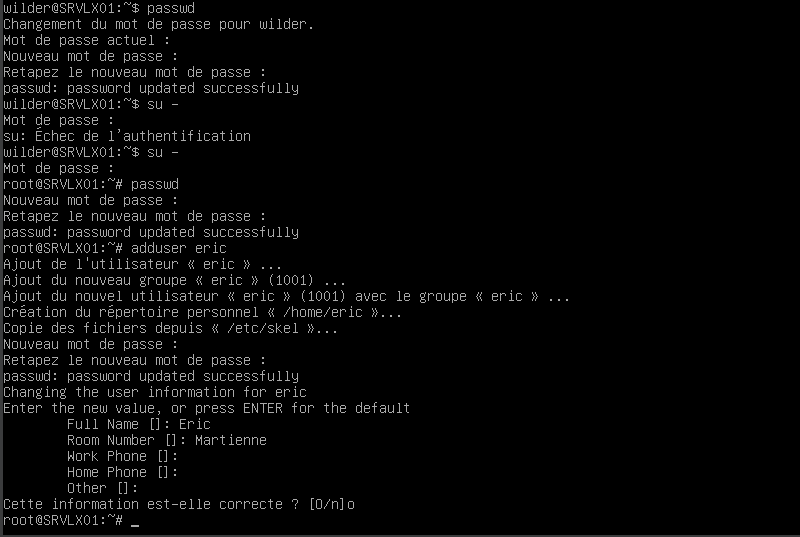 wilder@SRVLX01:~$ passwd
Changement du mot de passe pour wilder.
Mot de passe actuel :
Nouveau mot de passe :
Retapez le nouveau mot de passe :
passwd: password updated successfully
wilder@SRVLX01:~$ su -
Mot de passe :
su: Échec de l’authentification
wilder@SRVLX01:~$ su -
Mot de passe :
root@SRVLX01:~# passwd
Nouveau mot de passe :
Retapez le nouveau mot de passe :
passwd: password updated successfully
root@SRVLX01:~# adduser eric
Ajout de l'utilisateur « eric » ...
Ajout du nouveau groupe « eric » (1001) ...
Ajout du nouvel utilisateur « eric » (1001) avec le groupe « eric » ...
Création du répertoire personnel « /home/eric »...
Copie des fichiers depuis « /etc/skel »...
Nouveau mot de passe :
Retapez le nouveau mot de passe :
passwd: password updated successfully
Changing the user information for eric
Enter the new value, or press ENTER for the default
Full Name []: Eric
Room Number []: Martienne
Work Phone []:
Home Phone []:
Other []:
Cette information est-elle correcte ? [O/n]o
root@SRVLX01:~# _